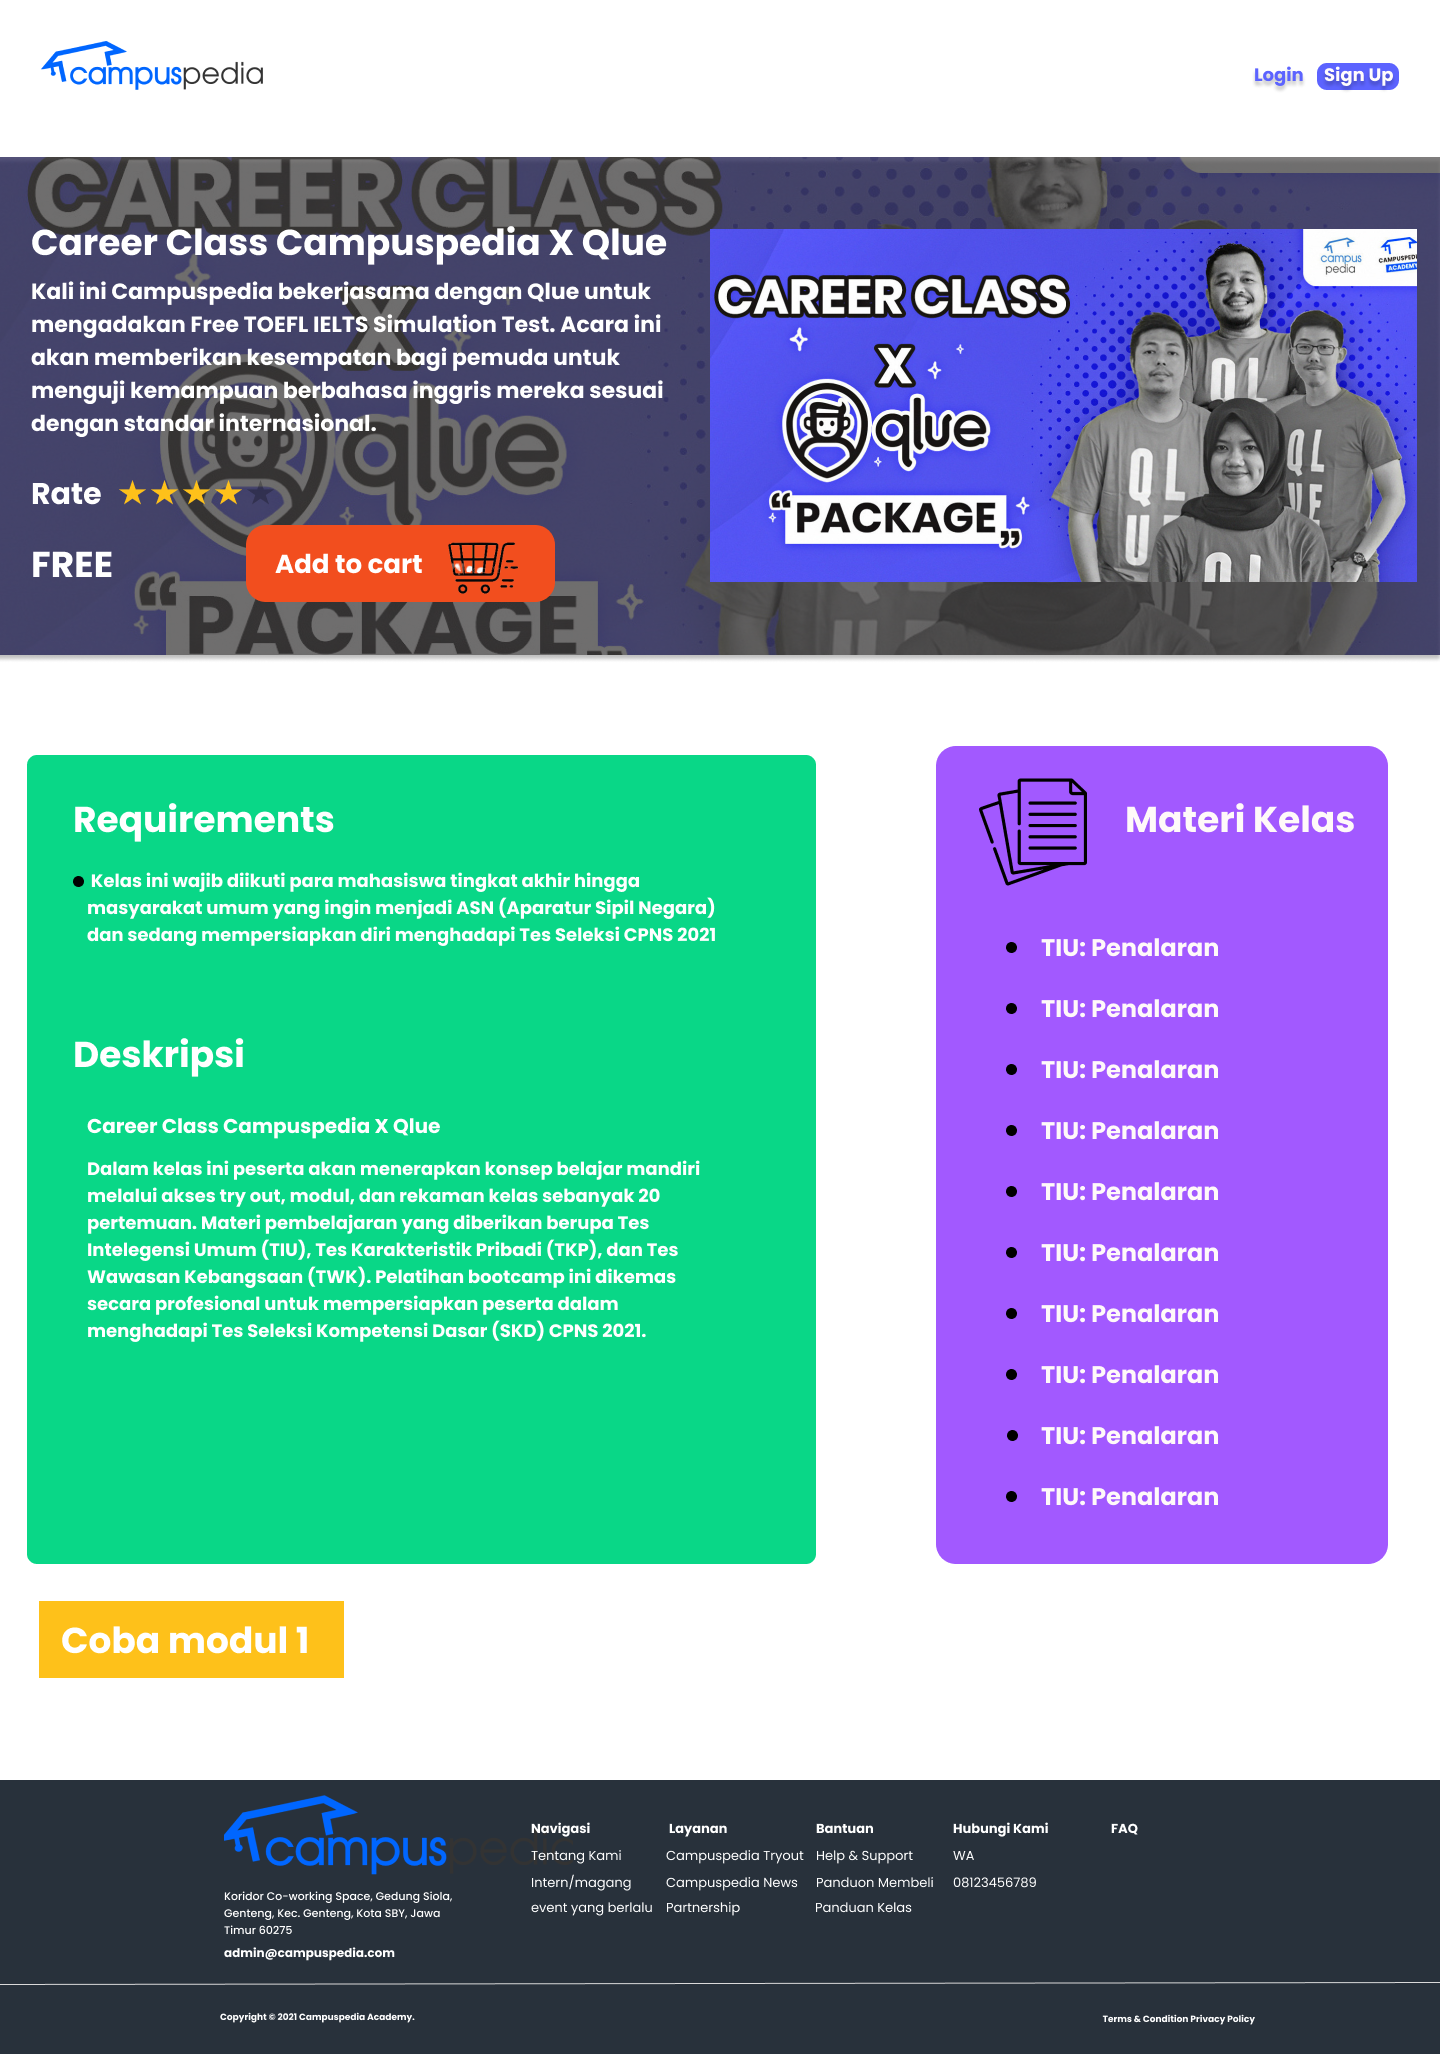 campuspedia
Login
Sign Up
CAREER CLASS
Career Class Campuspedia X Qlue
Kali ini Campuspedia bekerjasama dengan Qlue untuk
mengadakan Free TOEFL IELTS Simulation Test. Acara ini
akan memberikan kesempatan bagi pemuda untuk
menguji kemampuan berbahasa inggris mereka sesuai
dengan standar internasional.
X
qlue
Rate
FREE
Add to cart
“PACKAGE„
campus
pedia
CAMPUSPEDI
ACADEMY
CAREER CLASS
X
qlue
“PACKAGE„
QL
QL
UE
QL
U
QL
Requirements
Kelas ini wajib diikuti para mahasiswa tingkat akhir hingga
masyarakat umum yang ingin menjadi ASN (Aparatur Sipil Negara)
dan sedang mempersiapkan diri menghadapi Tes Seleksi CPNS 2021
Deskripsi
Career Class Campuspedia X Qlue
Dalam kelas ini peserta akan menerapkan konsep belajar mandiri
melalui akses try out, modul, dan rekaman kelas sebanyak 20
pertemuan. Materi pembelajaran yang diberikan berupa Tes
Intelegensi Umum (TIU), Tes Karakteristik Pribadi (TKP), dan Tes
Wawasan Kebangsaan (TWK). Pelatihan bootcamp ini dikemas
secara profesional untuk mempersiapkan peserta dalam
menghadapi Tes Seleksi Kompetensi Dasar (SKD) CPNS 2021.
Materi Kelas
TIU: Penalaran
TIU: Penalaran
TIU: Penalaran
TIU: Penalaran
TIU: Penalaran
TIU: Penalaran
TIU: Penalaran
TIU: Penalaran
TIU: Penalaran
TIU: Penalaran
Coba modul 1
campuspedia
Koridor Co-working Space, Gedung Siola,
Genteng, Kec. Genteng, Kota SBY, Jawa
Timur 60275
admin@campuspedia.com
Navigasi
Tentang Kami
Intern/magang
event yang berlalu
Layanan
Campuspedia Tryout
Campuspedia News
Partnership
Bantuan
Help & Support
Panduon Membeli
Panduan Kelas
Hubungi Kami
WA
08123456789
FAQ
Copyright © 2021 Campuspedia Academy.
Terms & Condition Privacy Policy